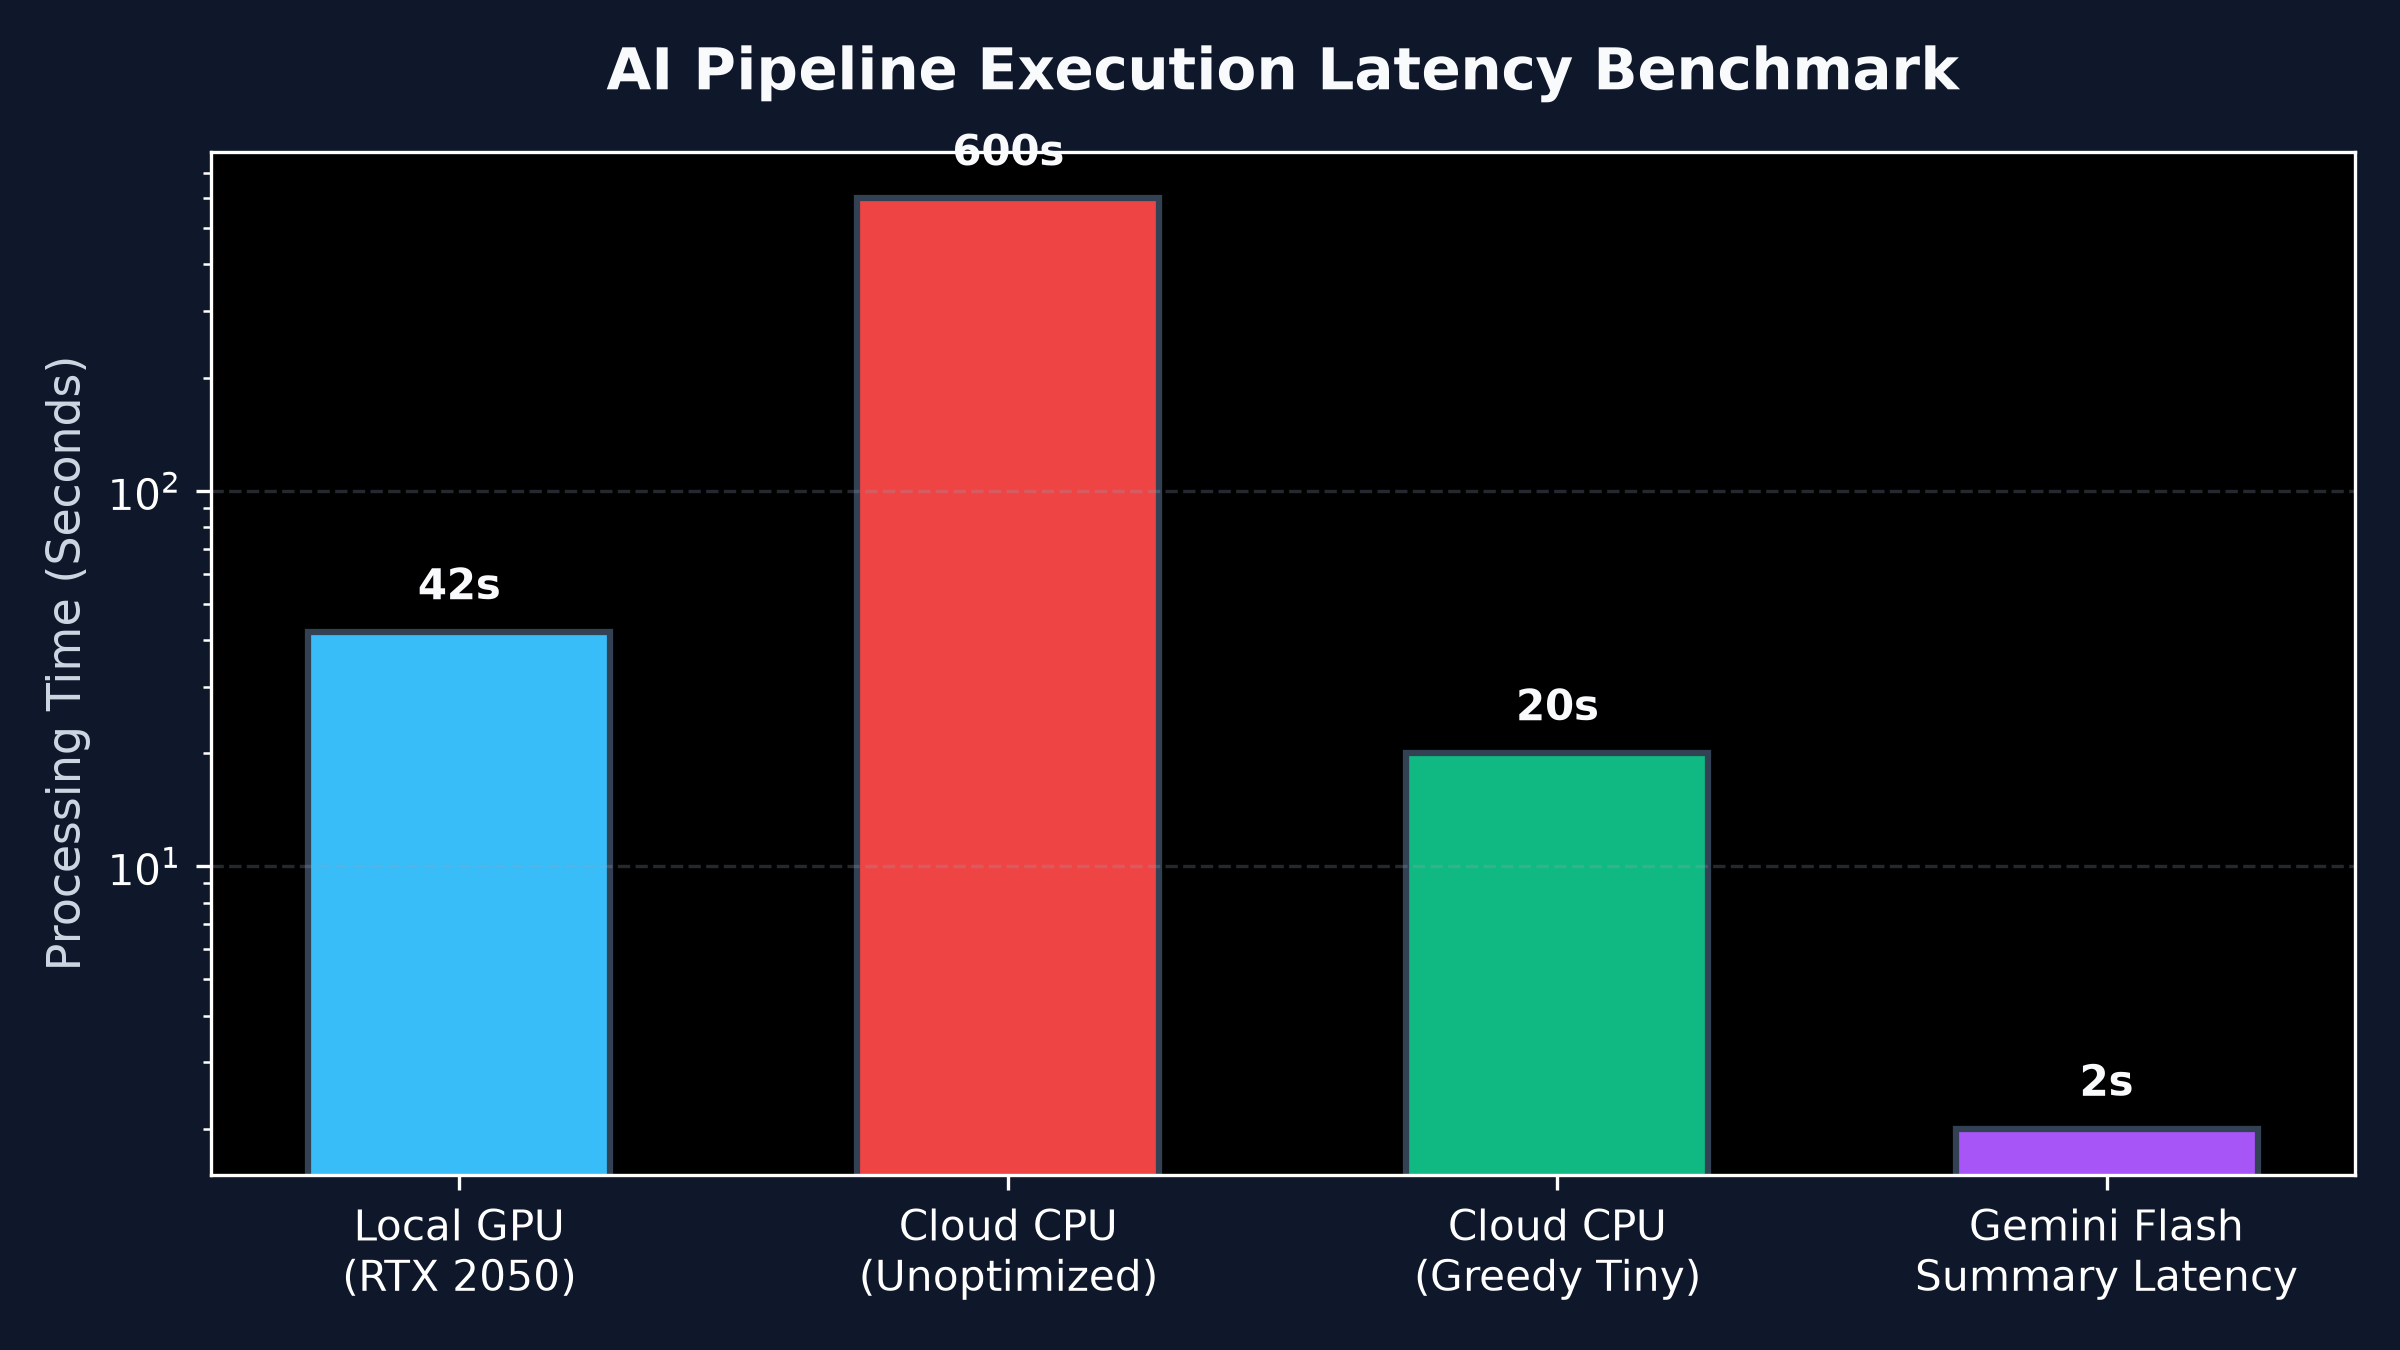 AI Pipeline Execution Latency Benchmark
600s
Processing Time (Seconds)
10²
42s
20s
10¹
2s
Local GPU
(RTX 2050)
Cloud CPU
(Unoptimized)
Cloud CPU
(Greedy Tiny)
Gemini Flash
Summary Latency